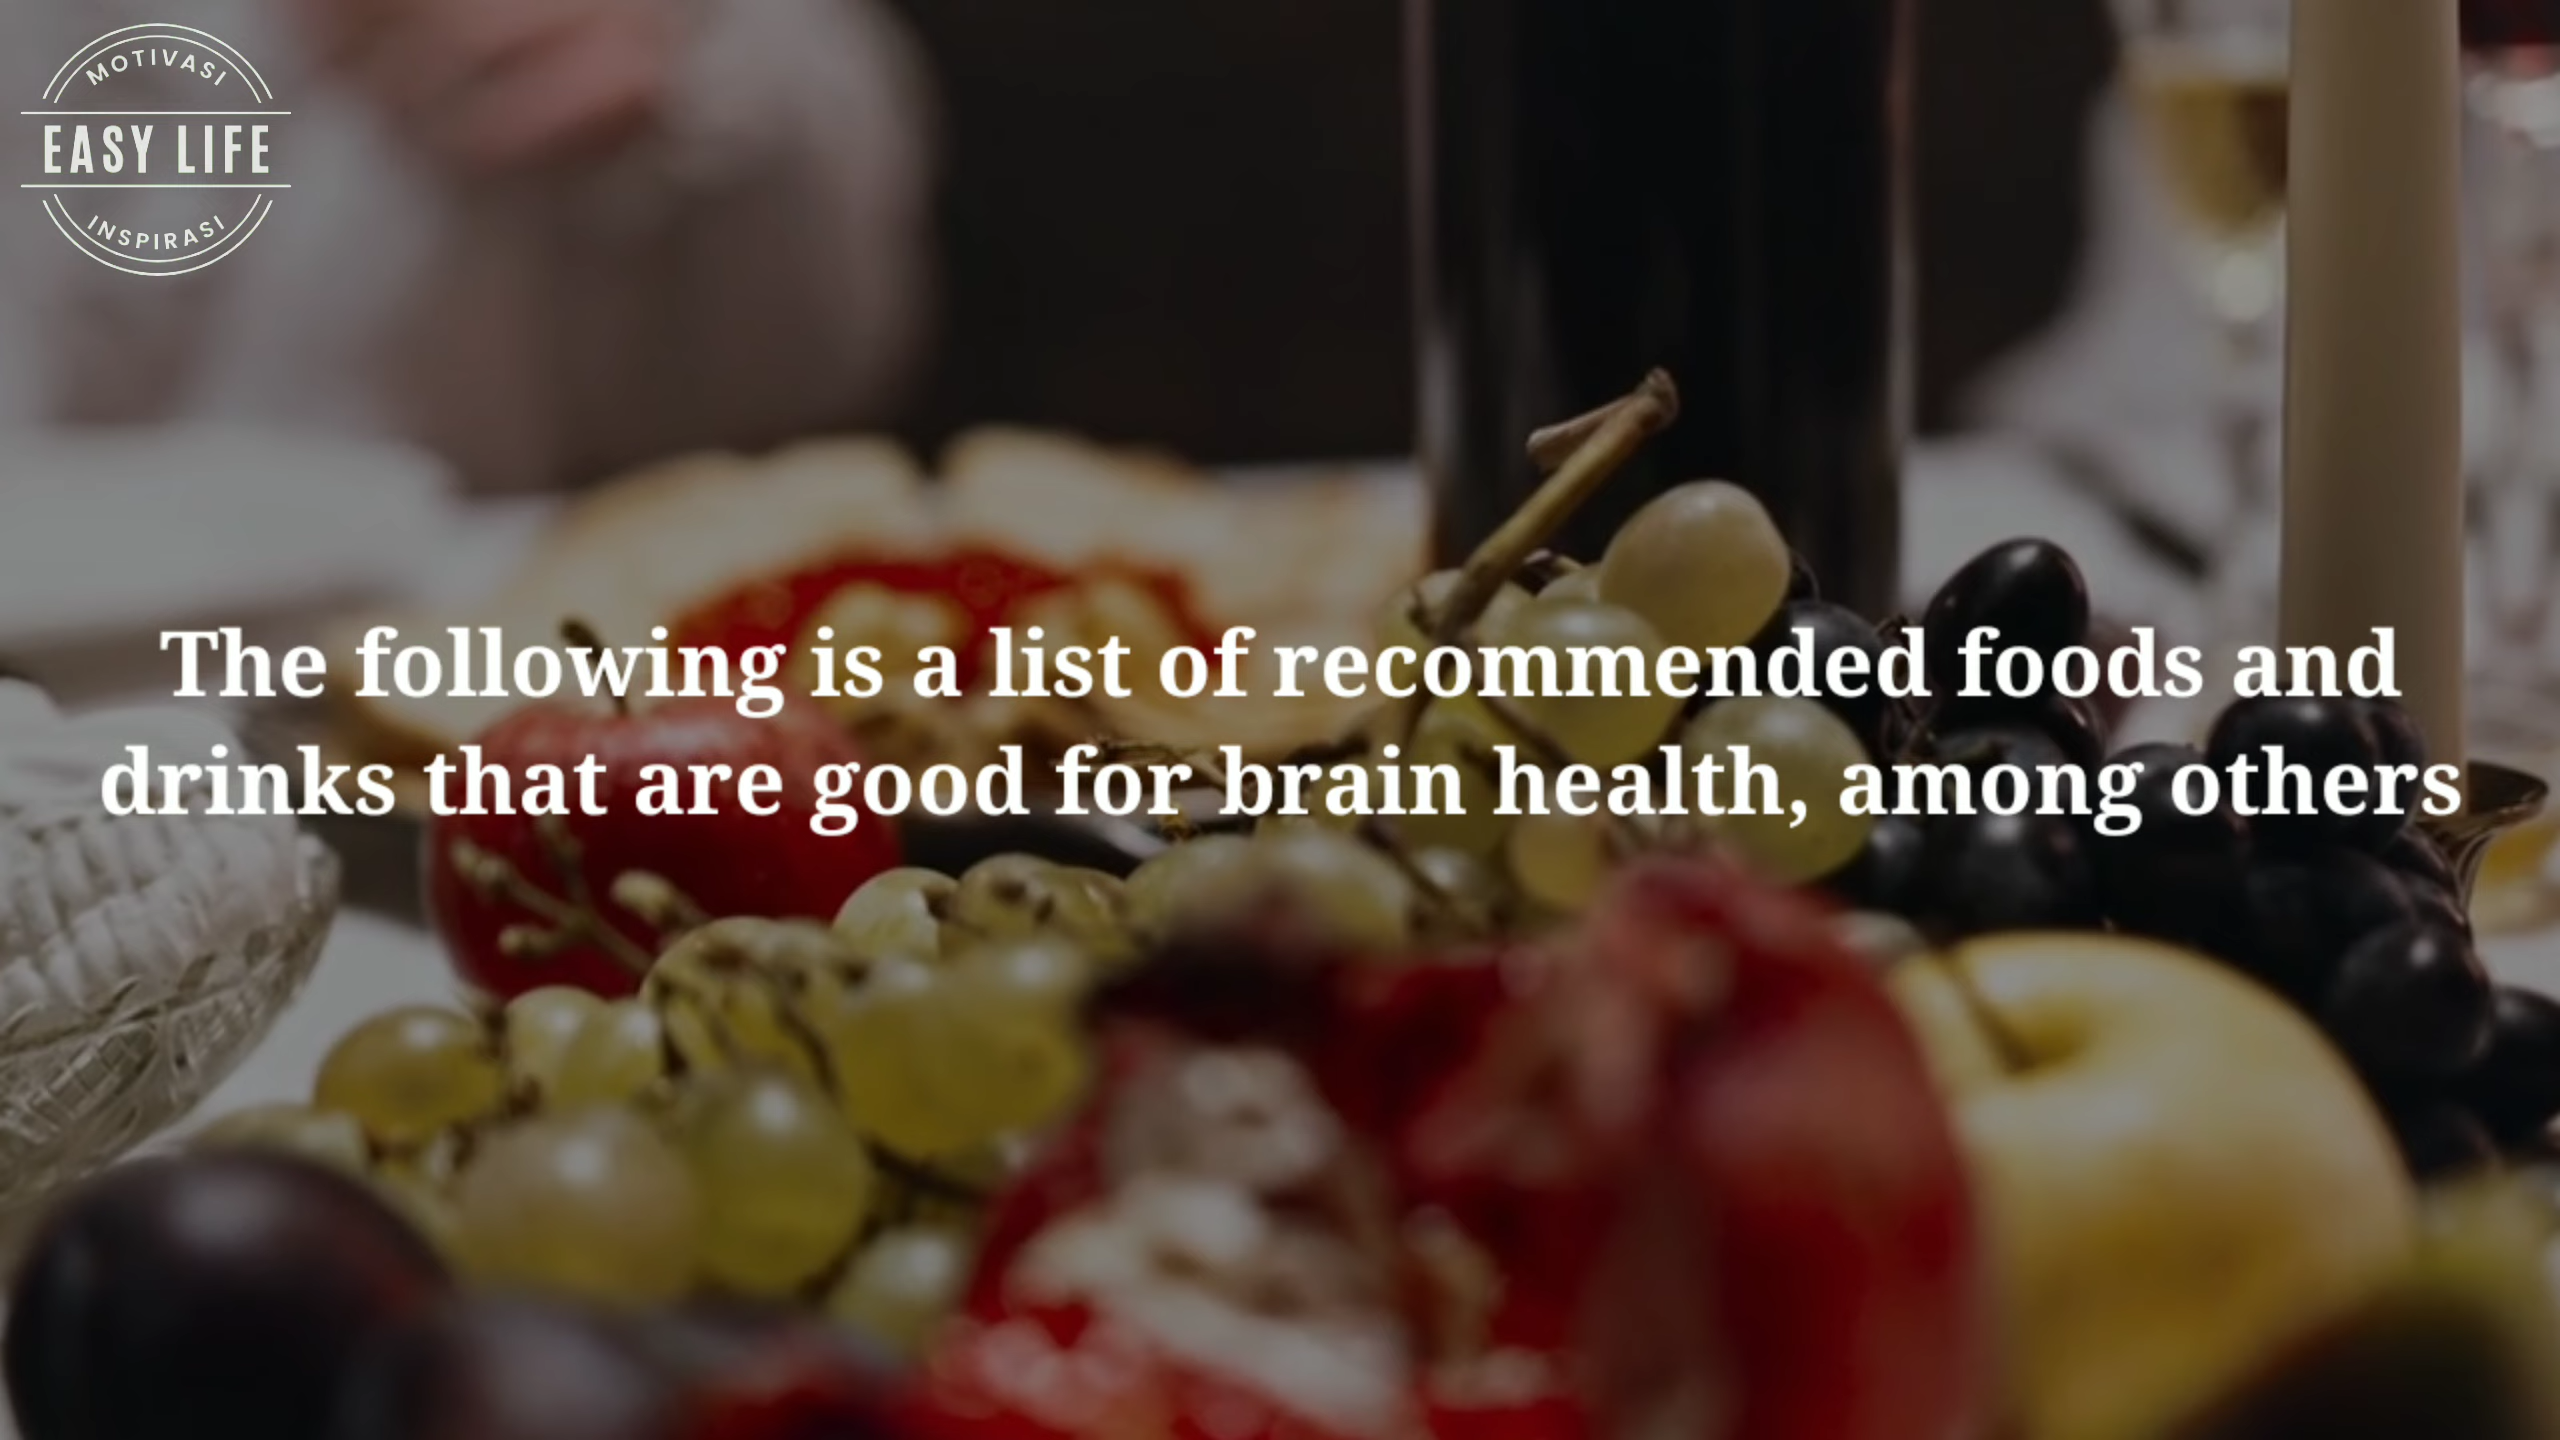 MOTIVASI
EASY LIFE
INSPIRASI
The following is a list of recommended foods and
drinks that are good for brain health, among others